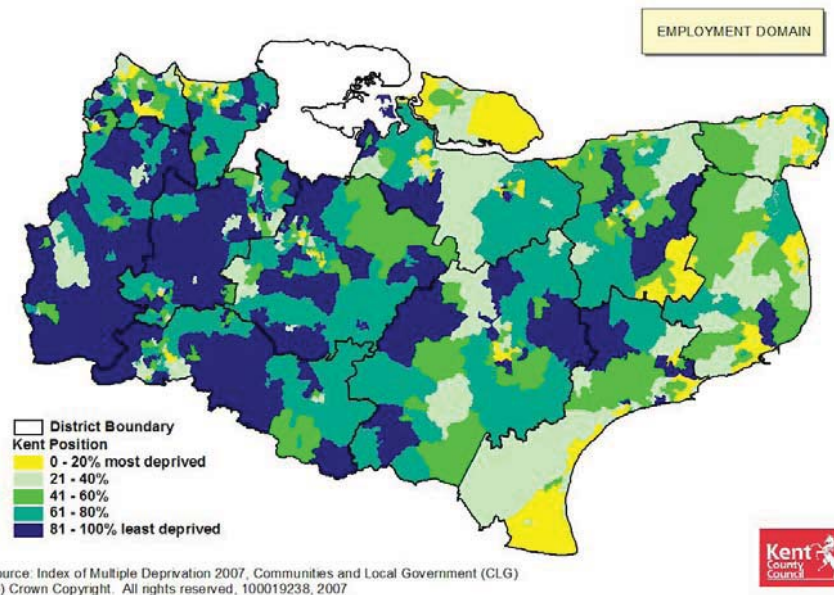 EMPLOYMENT DOMAIN
District Boundary
Kent Position
0 - 20% most deprived
21 - 40%
41 - 60%
61 - 80%
81 - 100% least deprived
Kent
County
Council
ource: Index of Multiple Deprivation 2007, Communities and Local Government (CLG)
) Crown Copyright. All rights reserved, 100019238, 2007